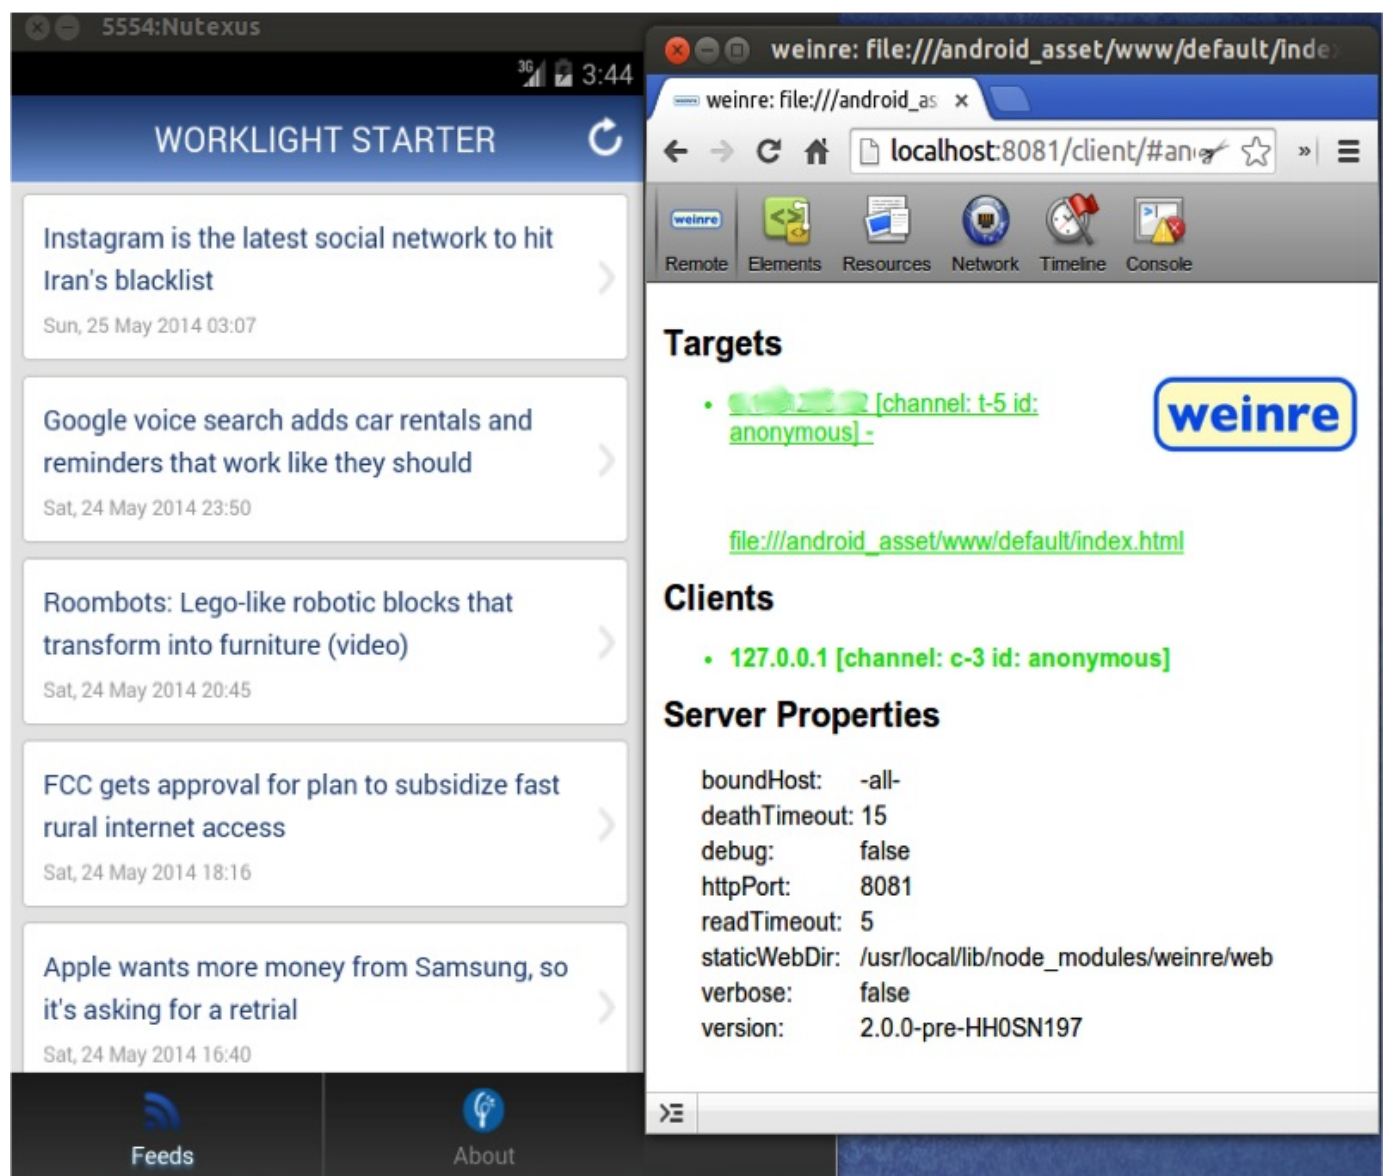 5554:Nutexus
3G
3:44
WORKLIGHT STARTER
Instagram is the latest social network to hit
Iran's blacklist
Sun, 25 May 2014 03:07
Google voice search adds car rentals and
reminders that work like they should
Sat, 24 May 2014 23:50
Roombots: Lego-like robotic blocks that
transform into furniture (video)
Sat, 24 May 2014 20:45
FCC gets approval for plan to subsidize fast
rural internet access
Sat, 24 May 2014 18:16
Apple wants more money from Samsung, so
it's asking for a retrial
Sat, 24 May 2014 16:40
Feeds
About
weinre: file:///android_asset/www/default/inde
weinre: file:///android_as
localhost:8081/client/#an
weinre
Remote
Elements
Resources
Network
Timeline
Console
Targets
[channel: t-5 id:
anonymous] -
weinre
file:///android_asset/www/default/index.html
Clients
127.0.0.1 [channel: c-3 id: anonymous]
Server Properties
boundHost: -all-
deathTimeout: 15
debug: false
httpPort: 8081
readTimeout: 5
staticWebDir: /usr/local/lib/node_modules/weinre/web
verbose: false
version: 2.0.0-pre-HH0SN197